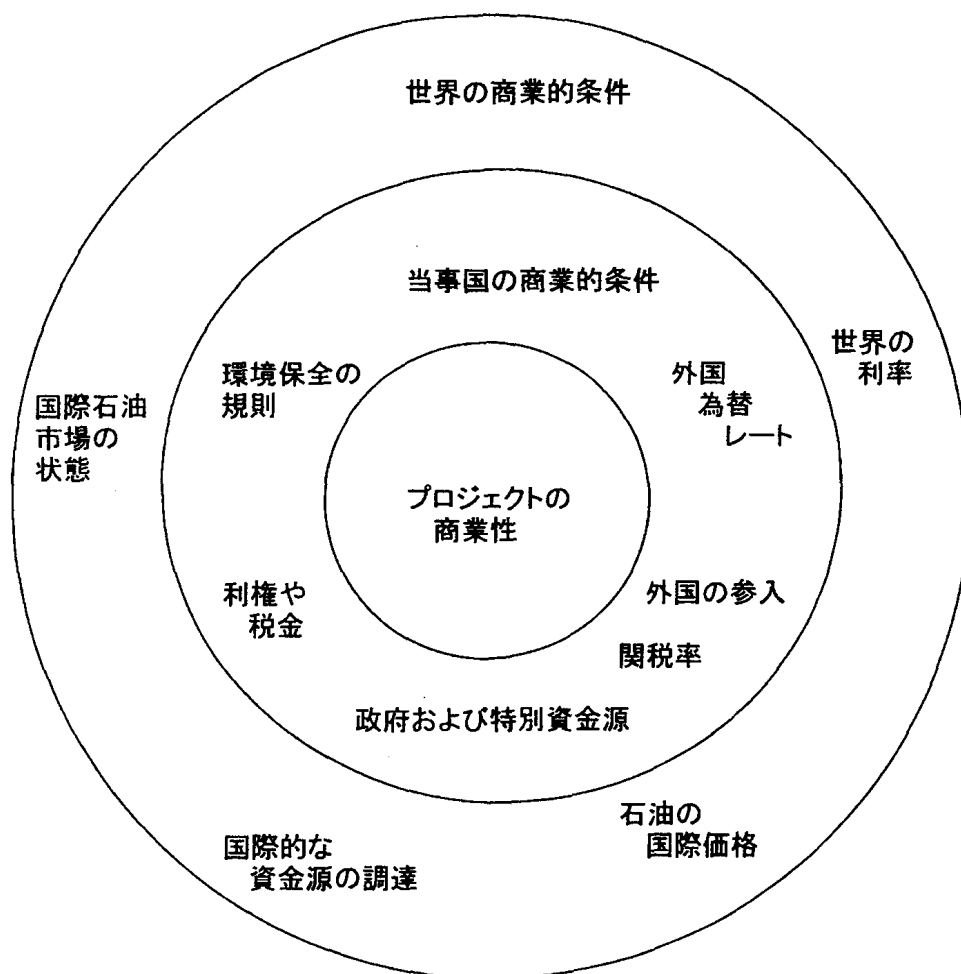 世界の商業的条件
当事国の商業的条件
世界の
利率
環境保全の
規則
外国
為替
レート
国際石油
市場の
状態
プロジェクトの
商業性
利権や
税金
外国の参入
関税率
政府および特別資金源
石油の
国際価格
国際的な
資金源の調達